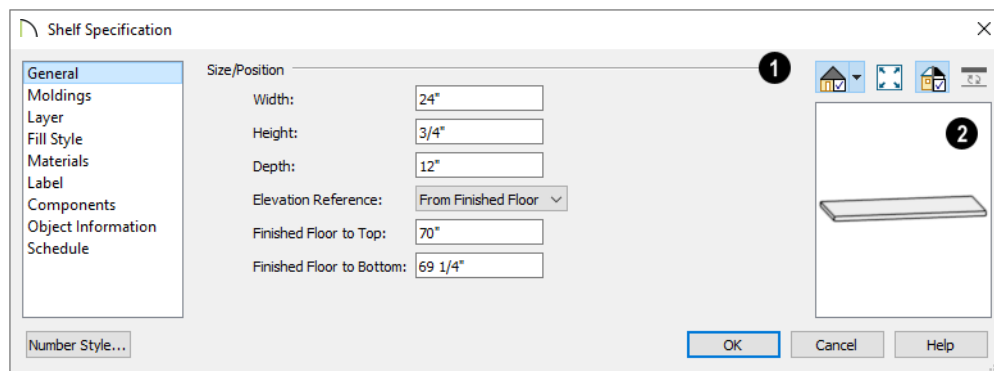 Shelf Specification
General
Moldings
Layer
Fill Style
Materials
Label
Components
Object Information
Schedule
Size/Position
1
Width: 24"
Height: 3/4"
Depth: 12"
Elevation Reference: From Finished Floor
Finished Floor to Top: 70"
Finished Floor to Bottom: 69 1/4"
2
Number Style...
OK Cancel Help